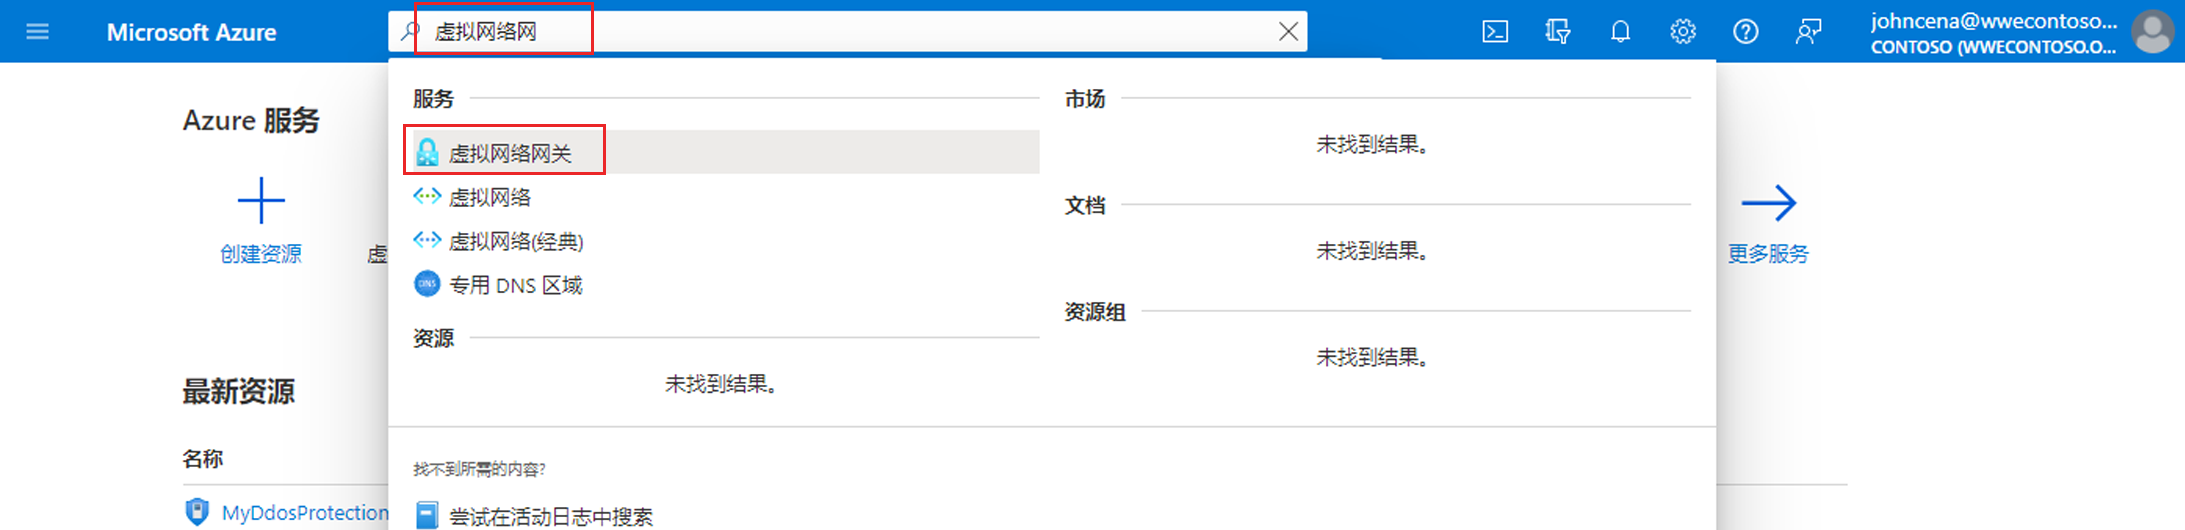 Microsoft Azure
虚拟网络网
johncena@wwecontoso...
CONTOSO (WWECONTOSO.O...
Azure 服务
创建资源
虚
更多服务
最新资源
名称
MyDdosProtection
服务
虚拟网络网关
虚拟网络
虚拟网络(经典)
专用 DNS 区域
资源
未找到结果。
市场
未找到结果。
文档
未找到结果。
资源组
未找到结果。
找不到所需的内容?
尝试在活动日志中搜索